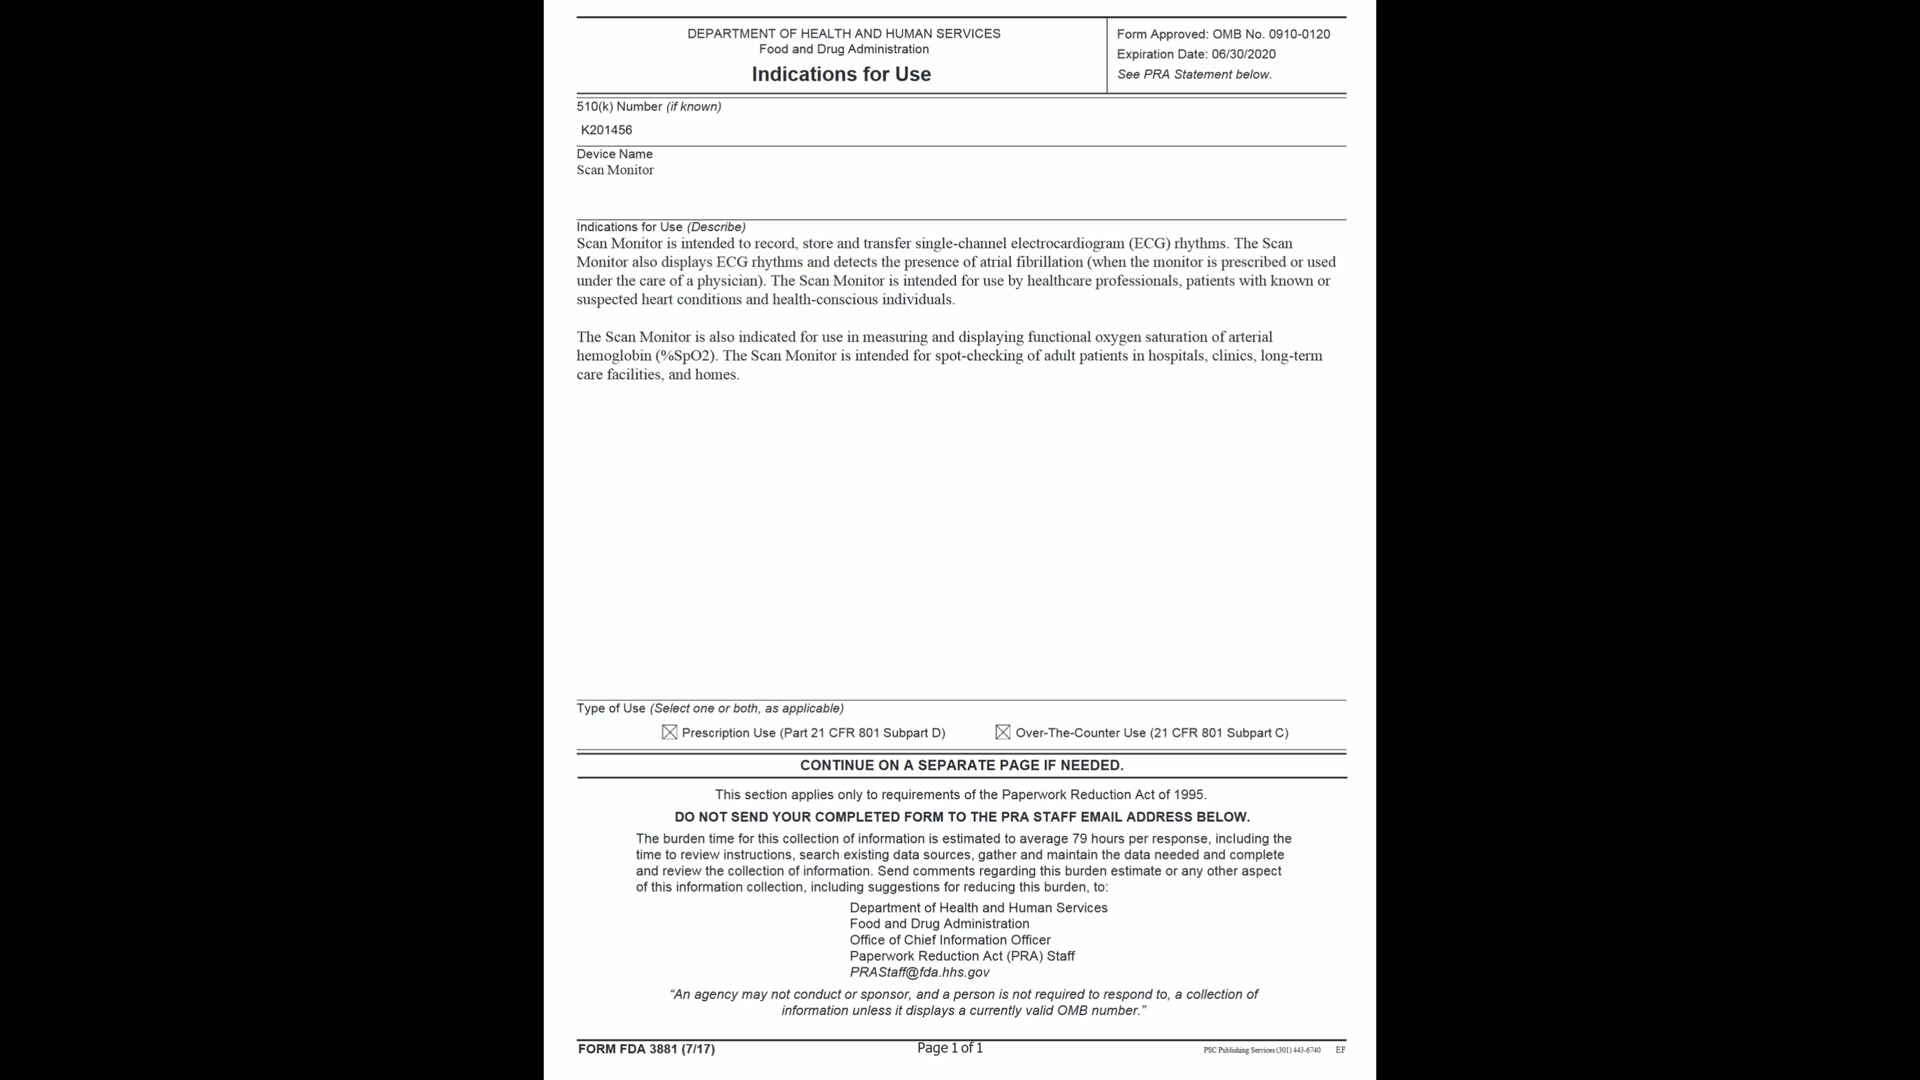 DEPARTMENT OF HEALTH AND HUMAN SERVICES
Food and Drug Administration
Indications for Use
Form Approved: OMB No. 0910-0120
Expiration Date: 06/30/2020
See PRA Statement below.
510(k) Number (if known)
K201456
Device Name
Scan Monitor
Indications for Use (Describe)
Scan Monitor is intended to record, store and transfer single-channel electrocardiogram (ECG) rhythms. The Scan
Monitor also displays ECG rhythms and detects the presence of atrial fibrillation (when the monitor is prescribed or used
under the care of a physician). The Scan Monitor is intended for use by healthcare professionals, patients with known or
suspected heart conditions and health-conscious individuals.
The Scan Monitor is also indicated for use in measuring and displaying functional oxygen saturation of arterial
hemoglobin (%SpO2). The Scan Monitor is intended for spot-checking of adult patients in hospitals, clinics, long-term
care facilities, and homes.
Type of Use (Select one or both, as applicable)
Prescription Use (Part 21 CFR 801 Subpart D)
Over-The-Counter Use (21 CFR 801 Subpart C)
CONTINUE ON A SEPARATE PAGE IF NEEDED.
This section applies only to requirements of the Paperwork Reduction Act of 1995.
DO NOT SEND YOUR COMPLETED FORM TO THE PRA STAFF EMAIL ADDRESS BELOW.
The burden time for this collection of information is estimated to average 79 hours per response, including the
time to review instructions, search existing data sources, gather and maintain the data needed and complete
and review the collection of information. Send comments regarding this burden estimate or any other aspect
of this information collection, including suggestions for reducing this burden, to:
Department of Health and Human Services
Food and Drug Administration
Office of Chief Information Officer
Paperwork Reduction Act (PRA) Staff
PRAStaff@fda.hhs.gov
“An agency may not conduct or sponsor, and a person is not required to respond to, a collection of
information unless it displays a currently valid OMB number.”
FORM FDA 3881 (7/17)
Page 1 of 1
PSC Publishing Services (301) 443-6740
EF